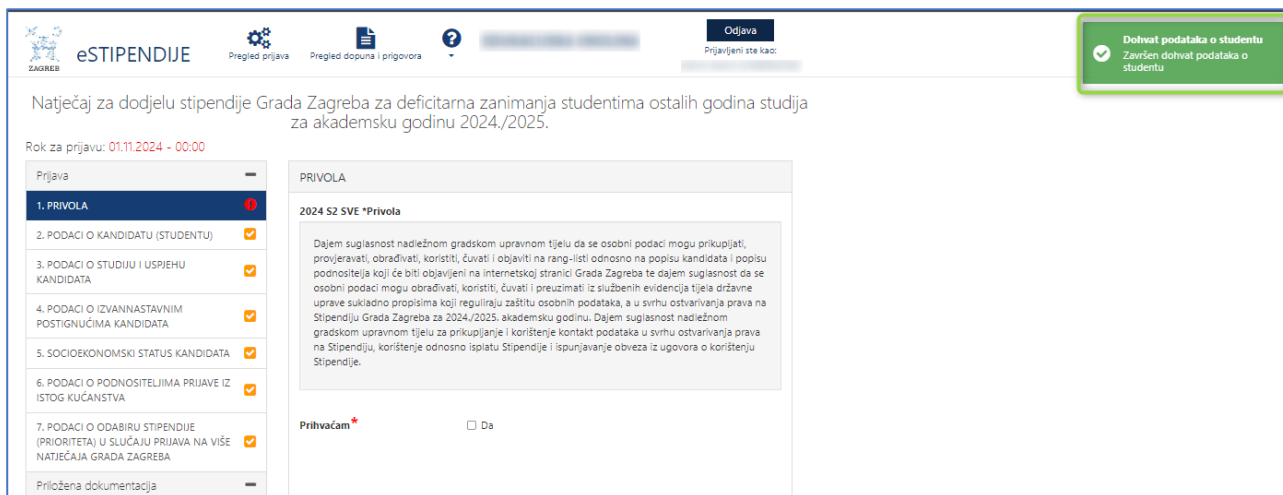 ZAGREB
eSTIPENDIJE
Pregled prijava
Pregled dopuna i prigovora
?
Odjava
Prijavljeni ste kao:
Dohvat podataka o studentu
Završen dohvat podataka o
studentu
Natječaj za dodjelu stipendije Grada Zagreba za deficitarna zanimanja studentima ostalih godina studija
za akademsku godinu 2024./2025.
Rok za prijavu: 01.11.2024 - 00:00
Prijava
1. PRIVOLA
2. PODACI O KANDIDATU (STUDENTU)
3. PODACI O STUDIJU I USPJEHU
KANDIDATA
4. PODACI O IZVANNASTAVNIM
POSTIGNUĆIMA KANDIDATA
5. SOCIOEKONOMSKI STATUS KANDIDATA
6. PODACI O PODNOSITELJIMA PRIJAVE IZ
ISTOG KUĆANSTVA
7. PODACI O ODABIRU STIPENDIJE
(PRIORITETA) U SLUČAJU PRIJAVA NA VIŠE
NATJEČAJA GRADA ZAGREBA
Priložena dokumentacija
PRIVOLA
2024 S2 SVE *Privola
Dajem suglasnost nadležnom gradskom upravnom tijelu da se osobni podaci mogu prikupljati,
provjeravati, obrađivati, koristiti, čuvati i objaviti na rang-listi odnosno na popisu kandidata i popisu
podnositelja koji će biti objavljeni na internetskoj stranici Grada Zagreba te dajem suglasnost da se
osobni podaci mogu obrađivati, koristiti, čuvati i preuzimati iz službenih evidencija tijela državne
uprave sukladno propisima koji reguliraju zaštitu osobnih podataka, a u svrhu ostvarivanja prava na
Stipendiju Grada Zagreba za 2024./2025. akademsku godinu. Dajem suglasnost nadležnom
gradskom upravnom tijelu za prikupljanje i korištenje kontakt podataka u svrhu ostvarivanja prava
na Stipendiju, korištenje odnosno isplatu Stipendije i ispunjavanje obveza iz ugovora o korištenju
Stipendije.
Prihvaćam*
Da